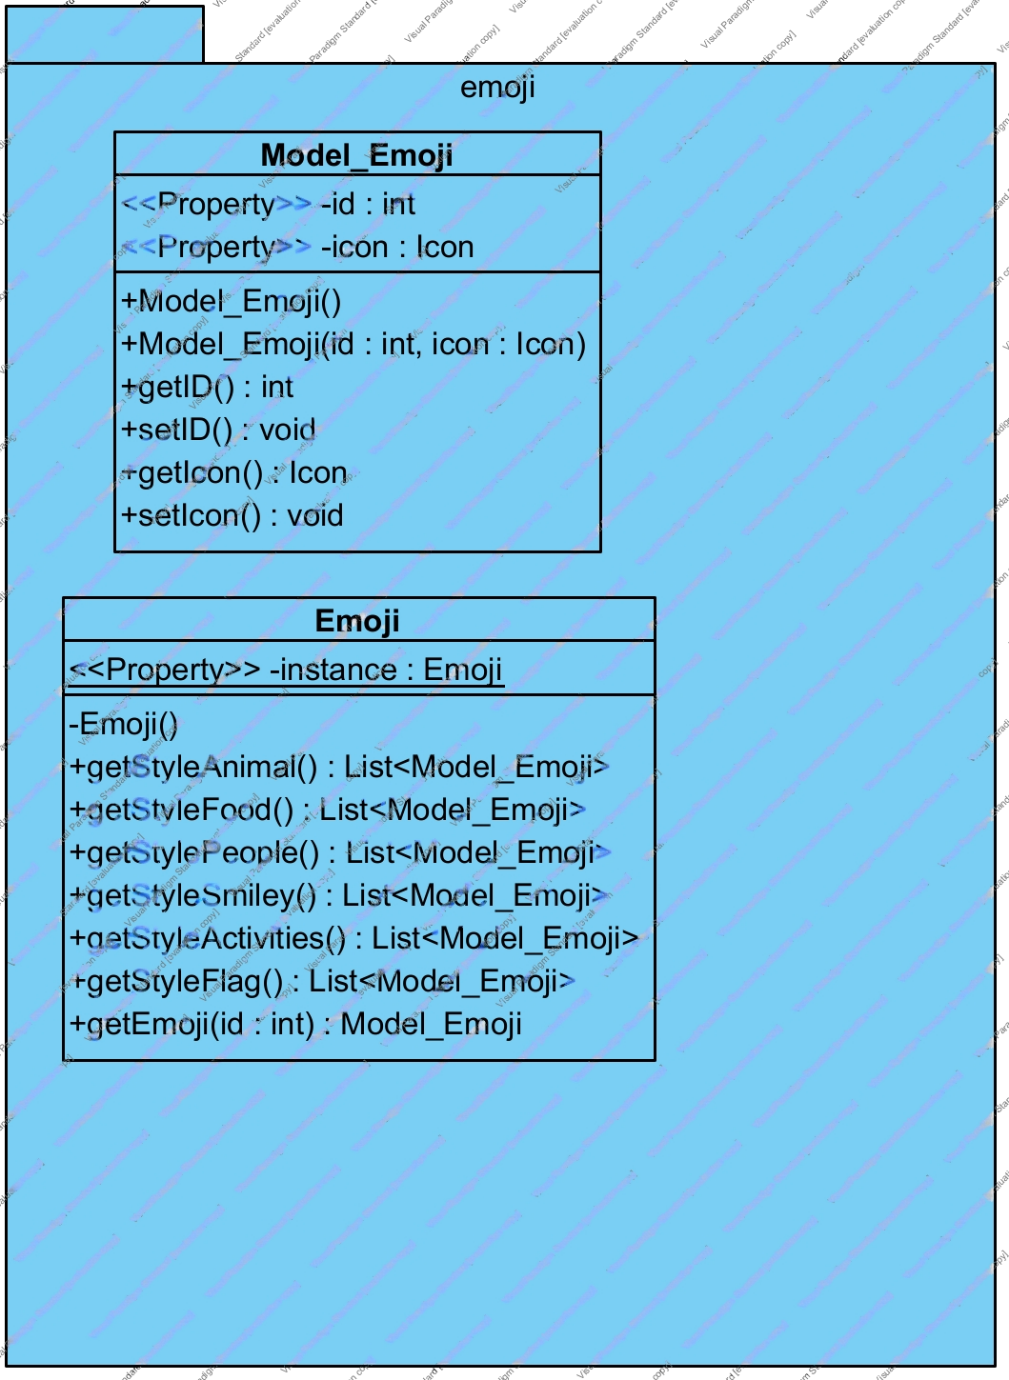 emoji
Model_Emoji
<<Property>> -id : int
<<Property>> -icon : Icon
+Model_Emoji()
+Model_Emoji(id : int, icon : Icon)
+getID() : int
+setID() : void
+getIcon() : Icon
+setIcon() : void
Emoji
<<Property>> -instance : Emoji
-Emoji()
+getStyleAnimal() : List<Model_Emoji>
+getStyleFood() : List<Model_Emoji>
+getStylePeople() : List<Model_Emoji>
+getStyleSmiley() : List<Model_Emoji>
+getStyleActivities() : List<Model_Emoji>
+getStyleFlag() : List<Model_Emoji>
+getEmoji(id : int) : Model_Emoji